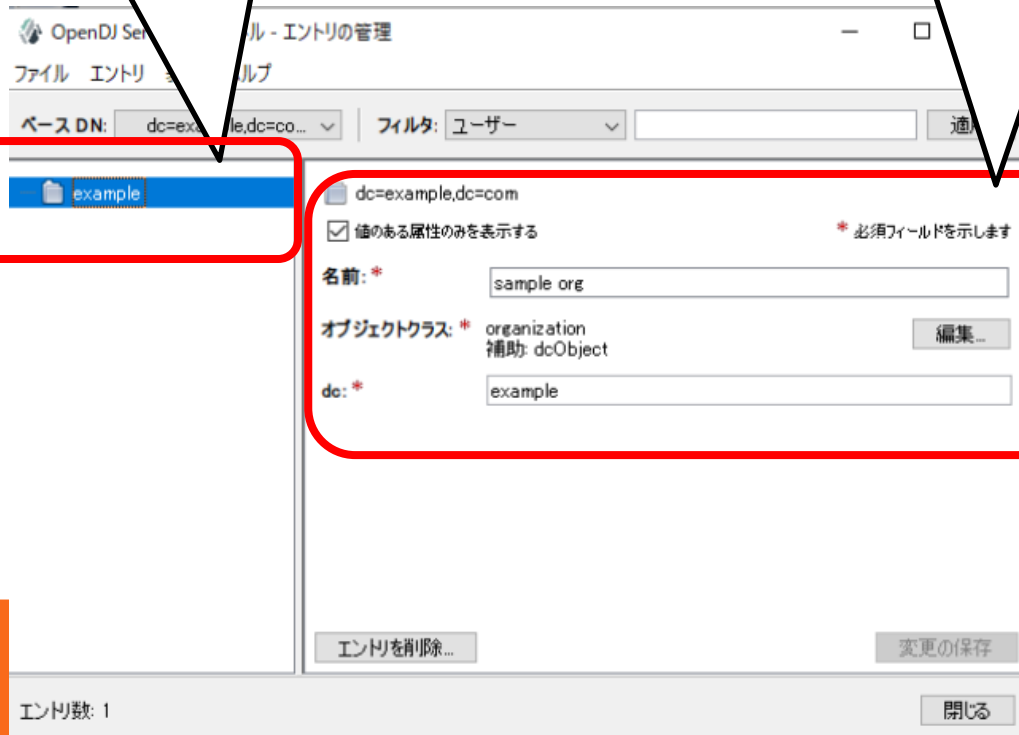 OpenDJ Ser ル - エントリの管理
ファイル エントリ ルプ
ベース DN: dc=ex le,dc=co... フィルタ: ユーザー 適
example
dc=example,dc=com
値のある属性のみを表示する * 必須フィールドを示します
名前: * sample org
オブジェクトクラス: * organization 編集...
補助: dcObject
dc: * example
エントリを削除... 変更の保存
エントリ数: 1 閉じる